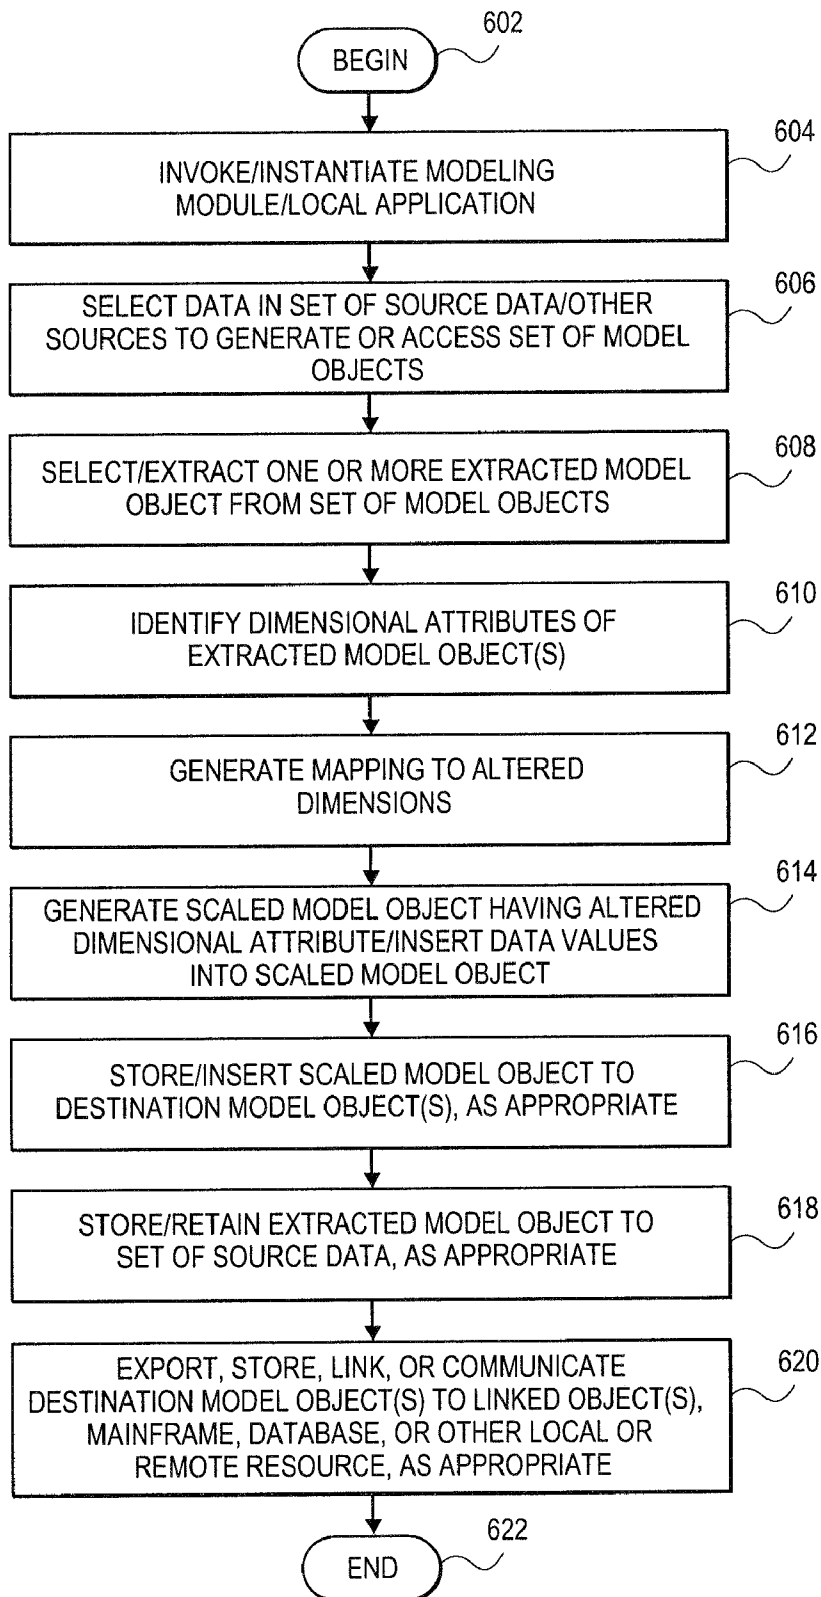 602
BEGIN
604
INVOKE/INSTANTIATE MODELING
MODULE/LOCAL APPLICATION
606
SELECT DATA IN SET OF SOURCE DATA/OTHER
SOURCES TO GENERATE OR ACCESS SET OF MODEL
OBJECTS
608
SELECT/EXTRACT ONE OR MORE EXTRACTED MODEL
OBJECT FROM SET OF MODEL OBJECTS
610
IDENTIFY DIMENSIONAL ATTRIBUTES OF
EXTRACTED MODEL OBJECT(S)
612
GENERATE MAPPING TO ALTERED
DIMENSIONS
614
GENERATE SCALED MODEL OBJECT HAVING ALTERED
DIMENSIONAL ATTRIBUTE/INSERT DATA VALUES
INTO SCALED MODEL OBJECT
616
STORE/INSERT SCALED MODEL OBJECT TO
DESTINATION MODEL OBJECT(S), AS APPROPRIATE
618
STORE/RETAIN EXTRACTED MODEL OBJECT TO
SET OF SOURCE DATA, AS APPROPRIATE
620
EXPORT, STORE, LINK, OR COMMUNICATE
DESTINATION MODEL OBJECT(S) TO LINKED OBJECT(S),
MAINFRAME, DATABASE, OR OTHER LOCAL OR
REMOTE RESOURCE, AS APPROPRIATE
622
END